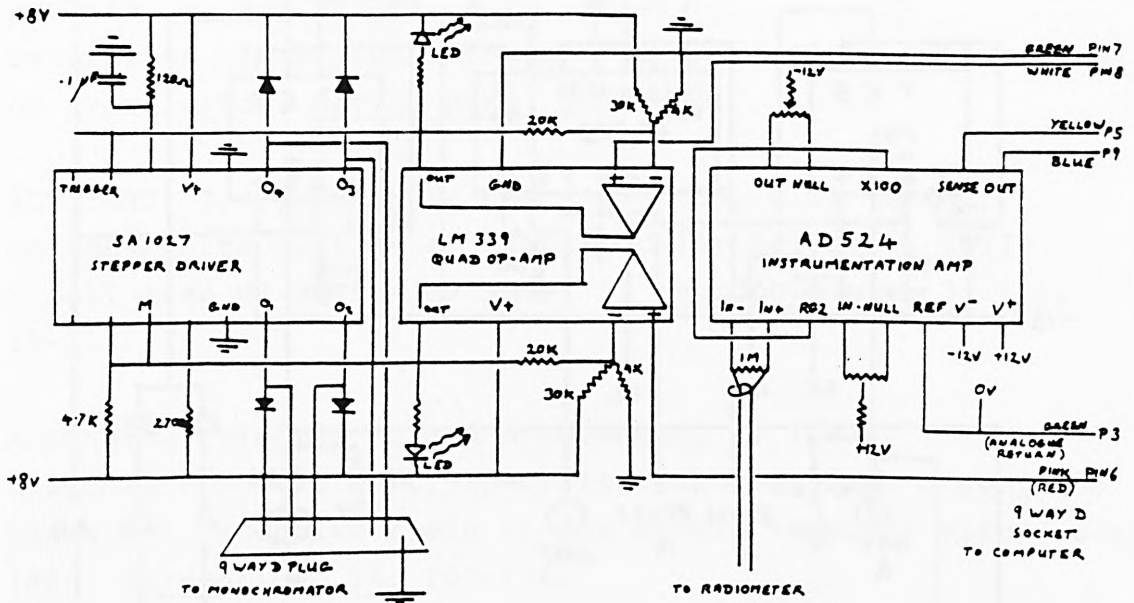 +8V
.1 µF
120Ω
LED
30K
4K
20K
-12V
GREEN PIN7
WHITE PIN8
YELLOW P5
BLUE P9
TRIGGER V+ O4 O3
SA1027
STEPPER DRIVER
M GND O1 O2
OUT GND + -
LM 339
QUAD OP-AMP
OUT V+ - +
OUT NULL X100 SENSE OUT
AD524
INSTRUMENTATION AMP
IN- IN+ RG2 IN-NULL REF V- V+
-12V +12V
1M
20K
4K
30K
4.7K
270Ω
LED
+12V
0V
GREEN P3
(ANALOGUE
RETURN)
PINK PIN6
(RED)
+8V
9 WAY D
SOCKET
TO COMPUTER
9 WAY D PLUG
TO MONOCHROMATOR
TO RADIOMETER